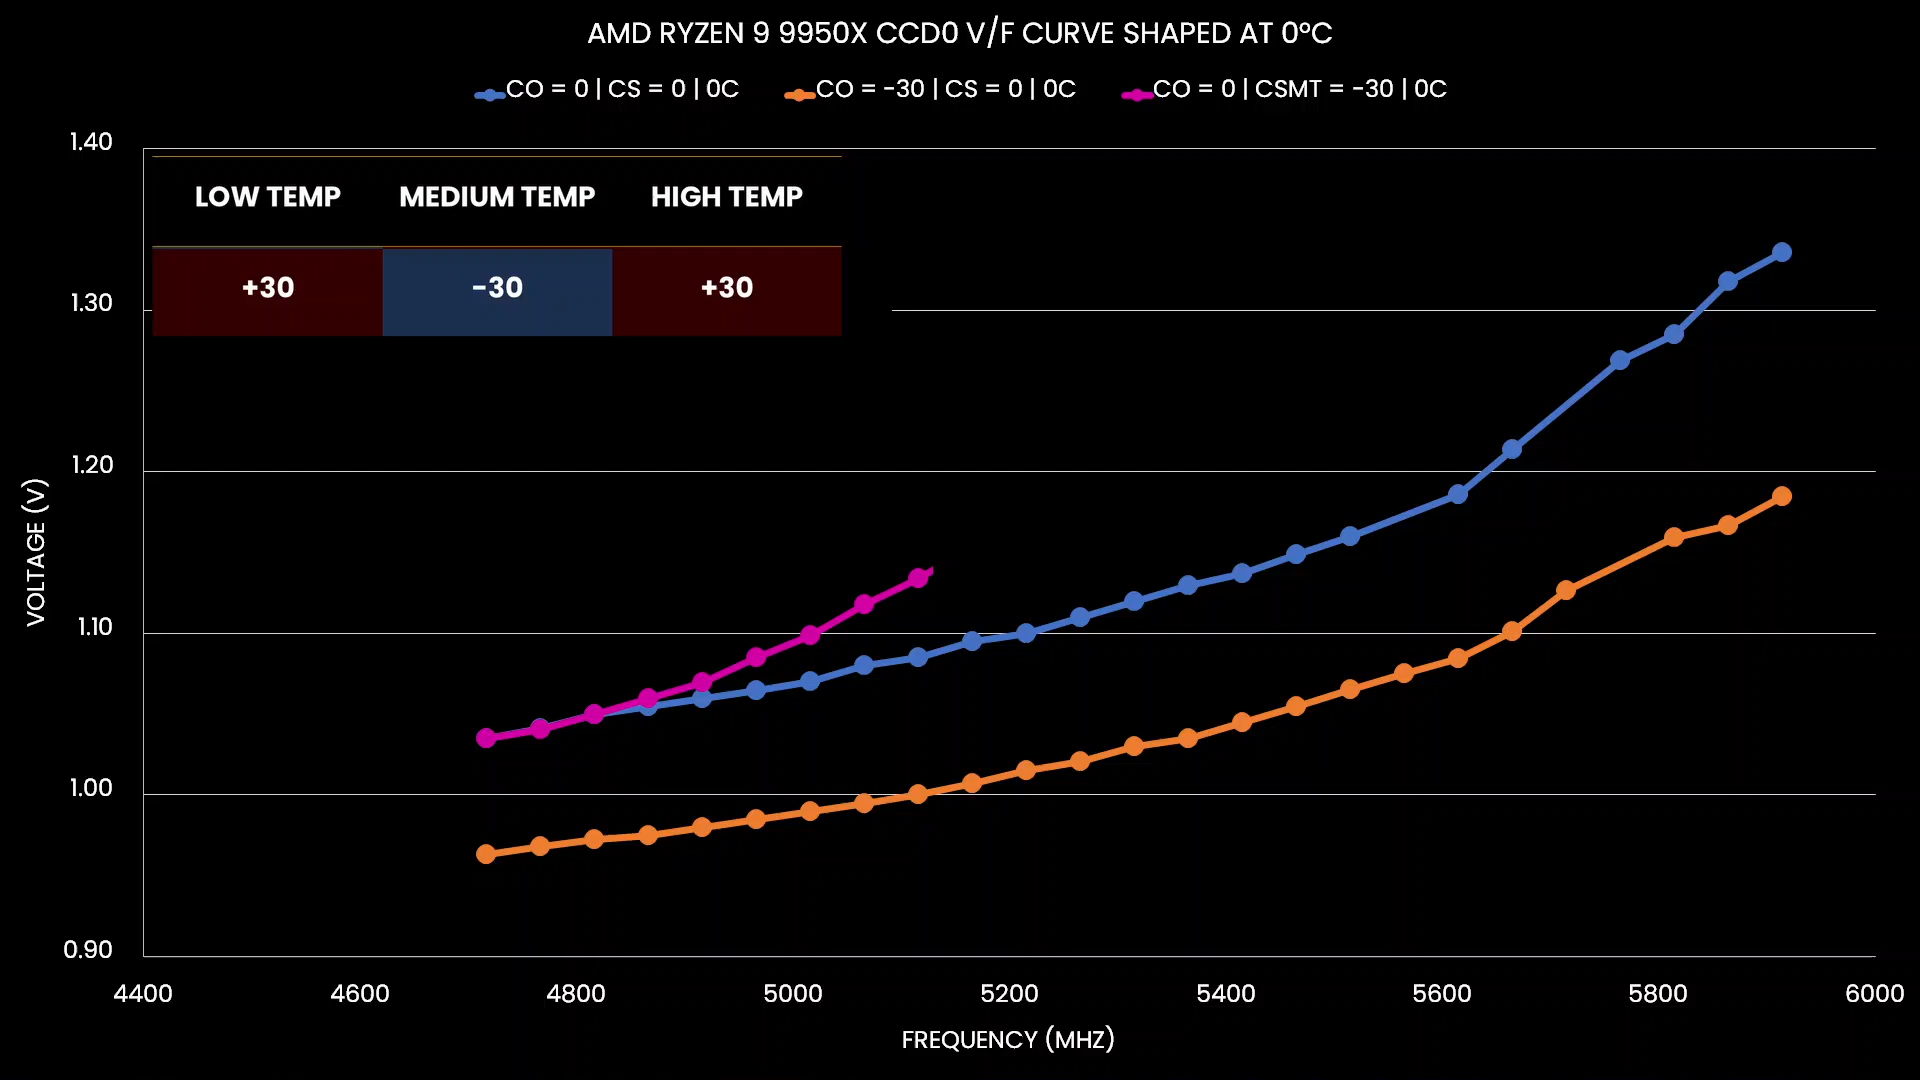 AMD RYZEN 9 9950X CCD0 V/F CURVE SHAPED AT 0°C
CO = 0 | CS = 0 | 0C CO = -30 | CS = 0 | 0C CO = 0 | CSMT = -30 | 0C
LOW TEMP MEDIUM TEMP HIGH TEMP
+30 -30 +30
1.40
1.30
1.20
1.10
1.00
0.90
VOLTAGE (V)
4400 4600 4800 5000 5200 5400 5600 5800 6000
FREQUENCY (MHZ)